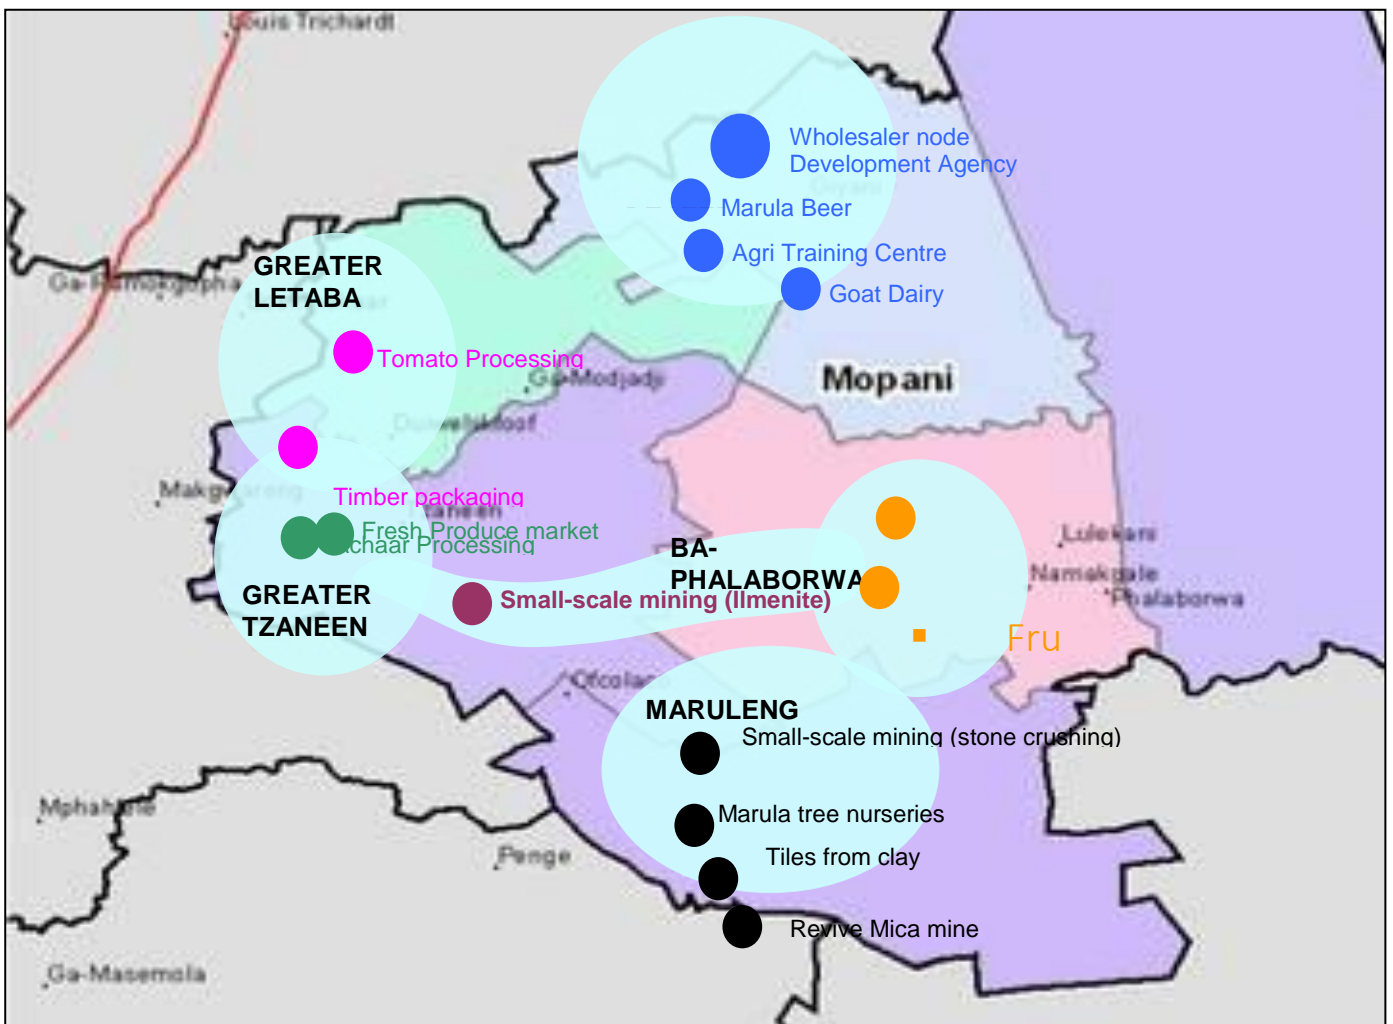 Louis Trichardt
Wholesaler node
Development Agency
Marula Beer
Agri Training Centre
Goat Dairy
GREATER
LETABA
Tomato Processing
Ga-Modjadji
Mopani
Timber packaging
Fresh Produce market
Achaar Processing
BA-
PHALABORWA
Small-scale mining (Ilmenite)
GREATER
TZANEEN
Lulekani
Namakgale
Phalaborwa
Fru
MARULENG
Small-scale mining (stone crushing)
Marula tree nurseries
Tiles from clay
Penge
Revive Mica mine
Ga-Masemola